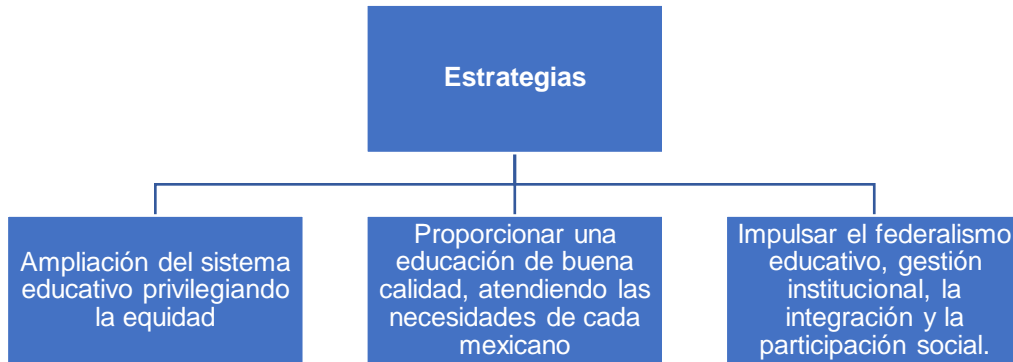 Estrategias
Ampliación del sistema
educativo privilegiando
la equidad
Proporcionar una
educación de buena
calidad, atendiendo las
necesidades de cada
mexicano
Impulsar el federalismo
educativo, gestión
institucional, la
integración y la
participación social.